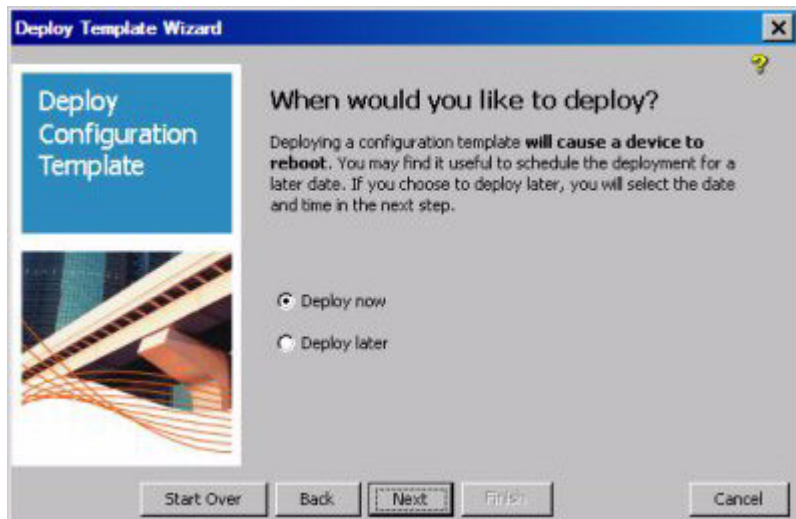 Deploy Template Wizard
Deploy
Configuration
Template
When would you like to deploy?
Deploying a configuration template will cause a device to
reboot. You may find it useful to schedule the deployment for a
later date. If you choose to deploy later, you will select the date
and time in the next step.
Deploy now
Deploy later
Start Over Back Next Finish Cancel